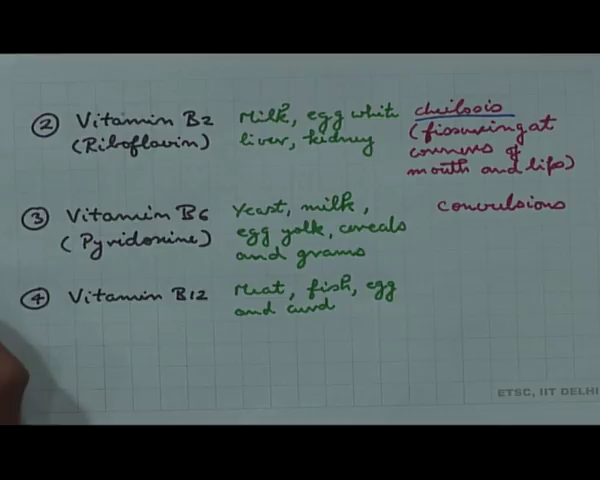 ② Vitamin B2 Milk, egg white cheilosis
(Riboflavin) liver, kidney (fissuring at
corners of
mouth and lips)
③ Vitamin B6 Yeast, milk, convulsions
(Pyridoxine) egg yolk, cereals
and grams
④ Vitamin B12 Meat, fish, egg
and curd
ETSC, IIT DELHI